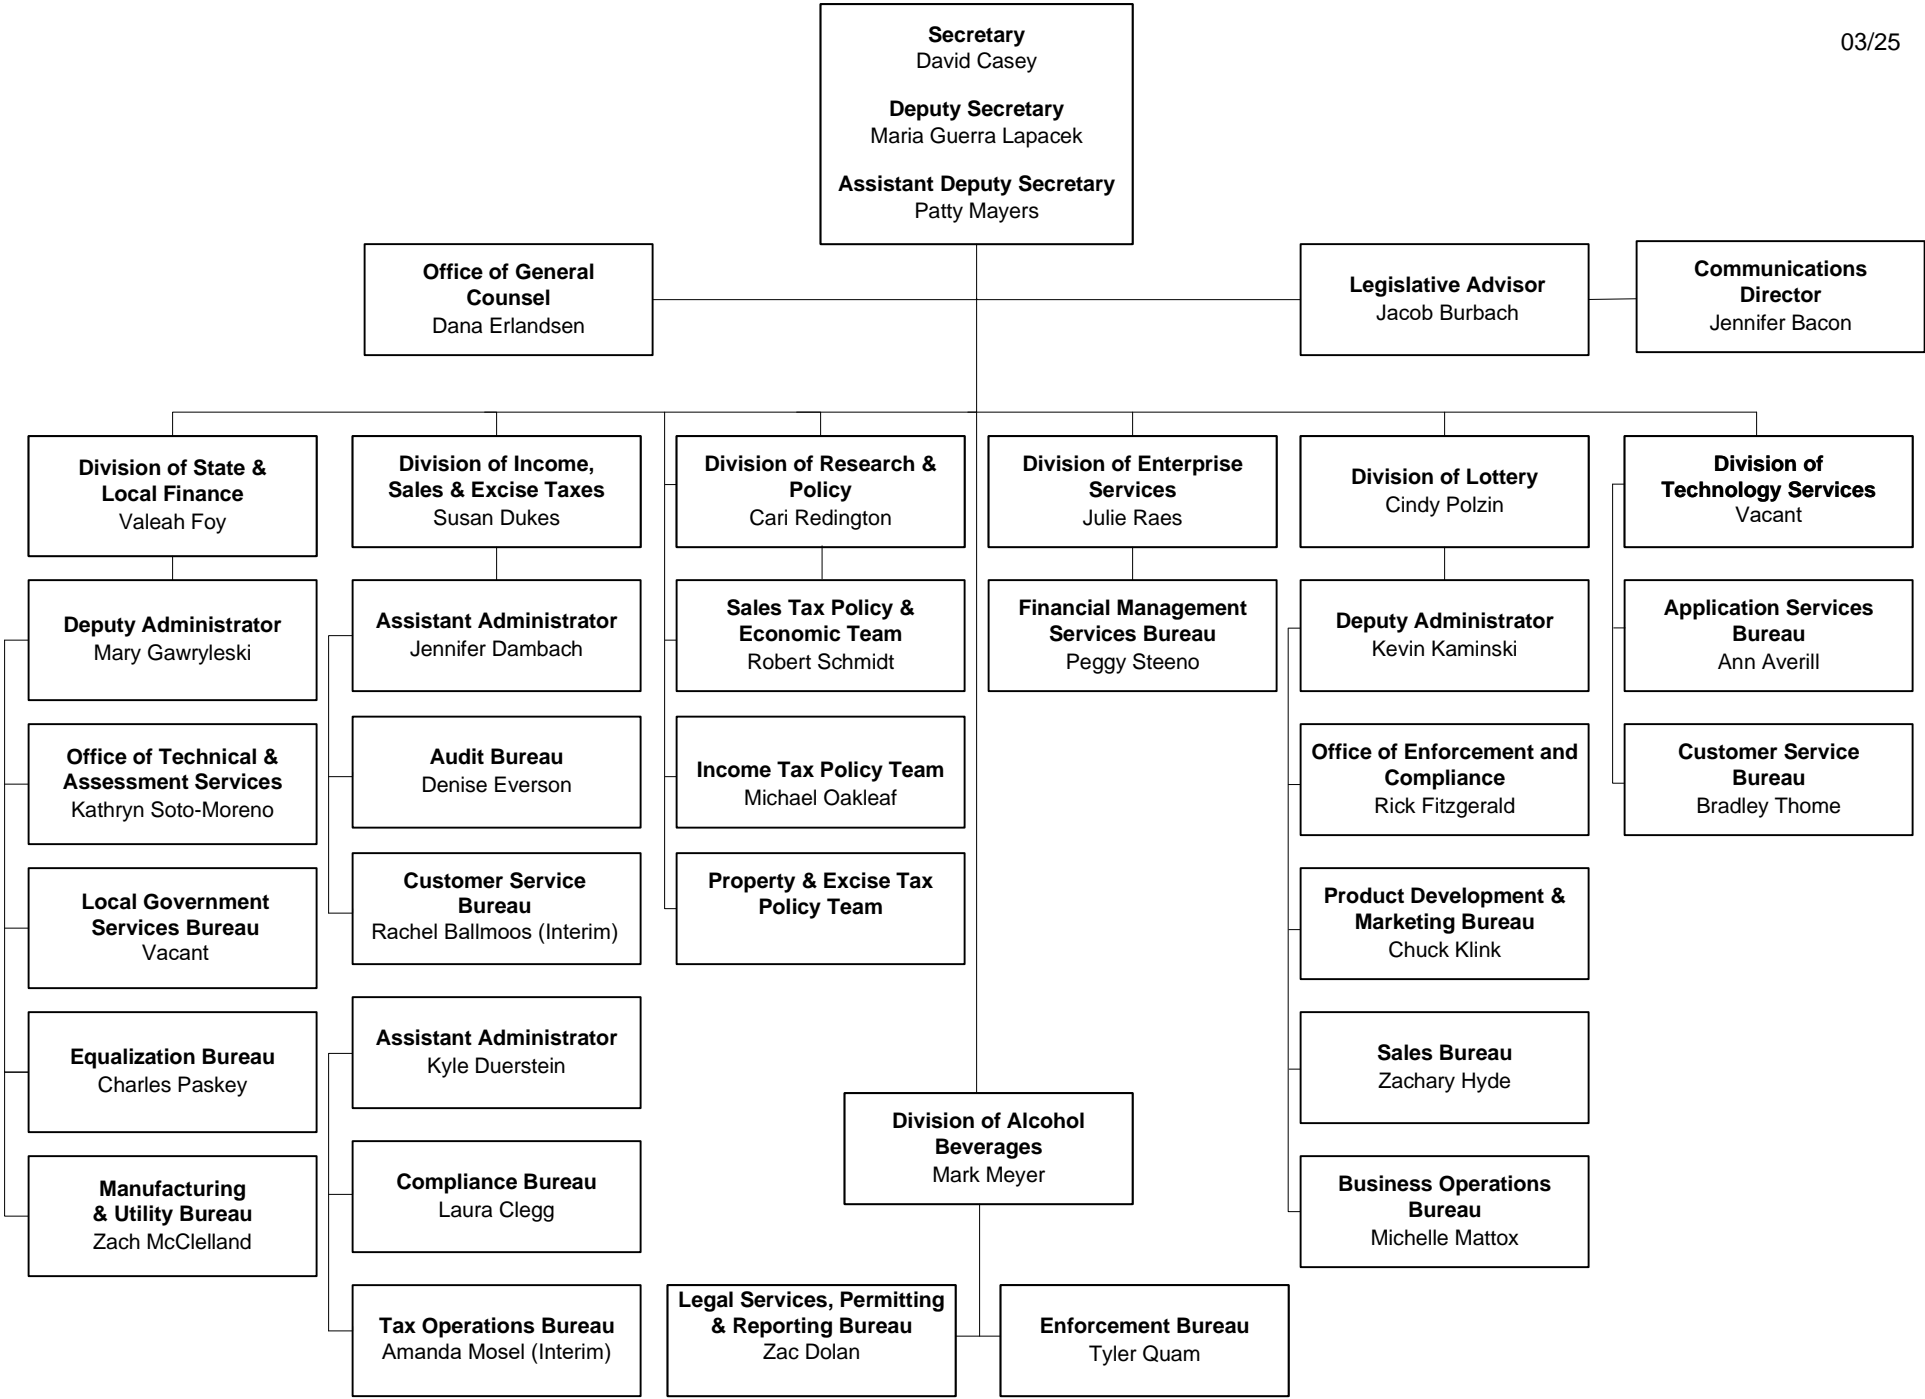 03/25
Secretary
David Casey
Deputy Secretary
Maria Guerra Lapacek
Assistant Deputy Secretary
Patty Mayers
Office of General
Counsel
Dana Erlandsen
Legislative Advisor
Jacob Burbach
Communications
Director
Jennifer Bacon
Division of State &
Local Finance
Valeah Foy
Deputy Administrator
Mary Gawryleski
Office of Technical &
Assessment Services
Kathryn Soto-Moreno
Local Government
Services Bureau
Vacant
Equalization Bureau
Charles Paskey
Manufacturing
& Utility Bureau
Zach McClelland
Division of Income,
Sales & Excise Taxes
Susan Dukes
Assistant Administrator
Jennifer Dambach
Audit Bureau
Denise Everson
Customer Service
Bureau
Rachel Ballmoos (Interim)
Assistant Administrator
Kyle Duerstein
Compliance Bureau
Laura Clegg
Tax Operations Bureau
Amanda Mosel (Interim)
Division of Research &
Policy
Cari Redington
Sales Tax Policy &
Economic Team
Robert Schmidt
Income Tax Policy Team
Michael Oakleaf
Property & Excise Tax
Policy Team
Division of Enterprise
Services
Julie Raes
Financial Management
Services Bureau
Peggy Steeno
Division of Lottery
Cindy Polzin
Deputy Administrator
Kevin Kaminski
Office of Enforcement and
Compliance
Rick Fitzgerald
Product Development &
Marketing Bureau
Chuck Klink
Sales Bureau
Zachary Hyde
Business Operations
Bureau
Michelle Mattox
Division of
Technology Services
Vacant
Application Services
Bureau
Ann Averill
Customer Service
Bureau
Bradley Thome
Division of Alcohol
Beverages
Mark Meyer
Legal Services, Permitting
& Reporting Bureau
Zac Dolan
Enforcement Bureau
Tyler Quam